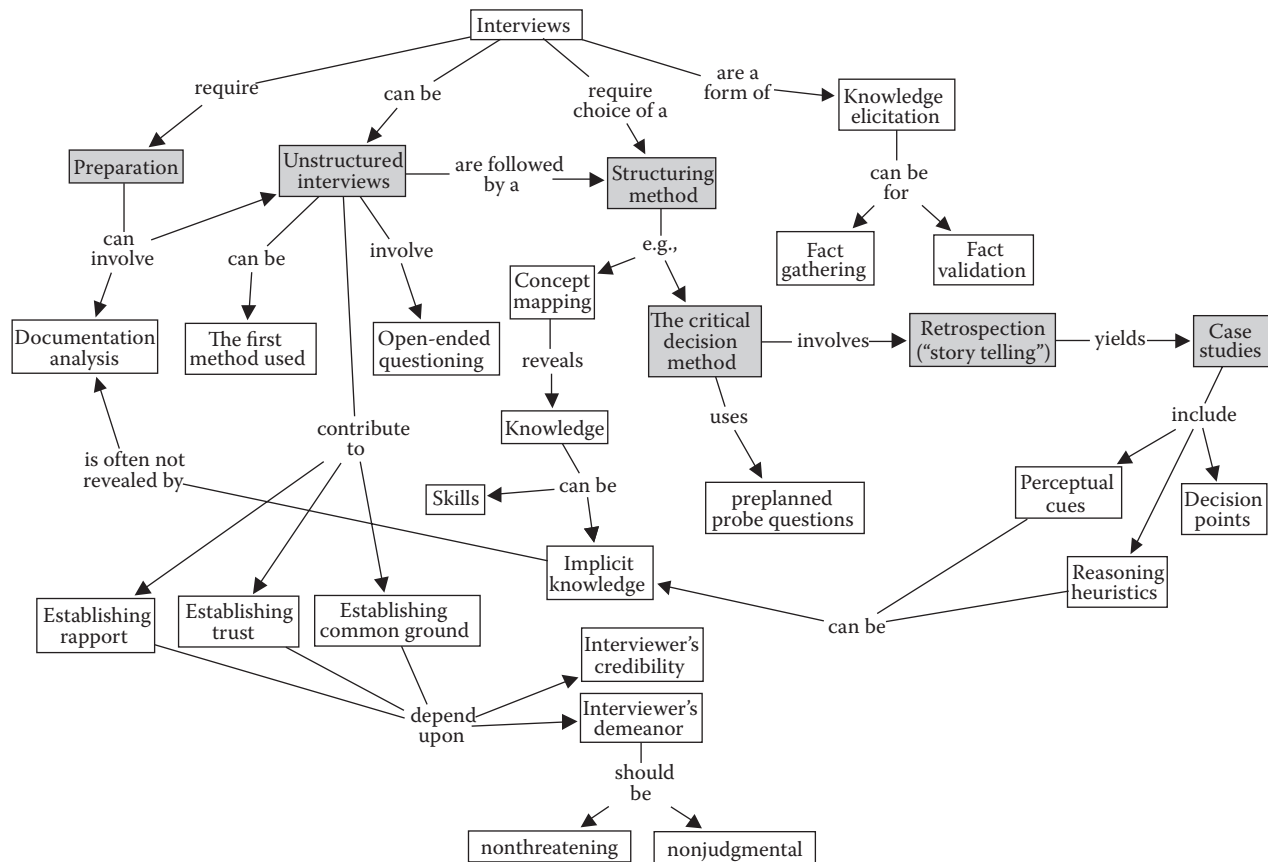 Interviews
require
can be
require
choice of a
are a
form of
Knowledge
elicitation
Preparation
Unstructured
interviews
are followed
by a
Structuring
method
can be
for
can
involve
can be
involve
e.g.,
Fact
gathering
Fact
validation
Concept
mapping
Documentation
analysis
The first
method used
Open-ended
questioning
The critical
decision
method
involves
Retrospection
(“story telling”)
yields
Case
studies
reveals
uses
include
contribute
to
Knowledge
is often not
revealed by
Skills
can be
preplanned
probe questions
Perceptual
cues
Decision
points
Implicit
knowledge
Reasoning
heuristics
Establishing
rapport
Establishing
trust
Establishing
common ground
can be
Interviewer’s
credibility
depend
upon
Interviewer’s
demeanor
should
be
nonthreatening
nonjudgmental